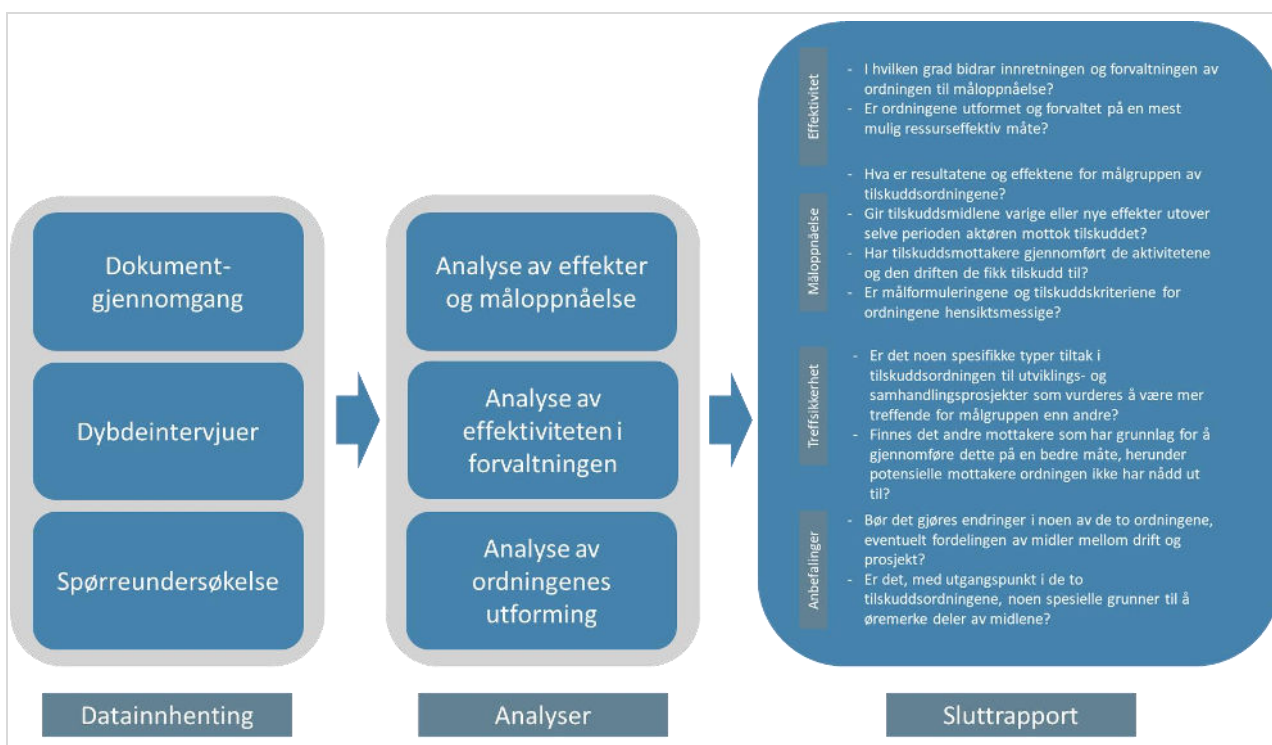 Dokument-
gjennomgang
Dybdeintervjuer
Spørreundersøkelse
Datainnhenting
Analyse av effekter
og måloppnåelse
Analyse av
effektiviteten i
forvaltningen
Analyse av
ordningenes
utforming
Analyser
Effektivitet
- I hvilken grad bidrar innretningen og forvaltningen av
ordningen til måloppnåelse?
- Er ordningene utformet og forvaltet på en mest
mulig ressurseffektiv måte?
Måloppnåelse
- Hva er resultatene og effektene for målgruppen av
tilskuddsordningene?
- Gir tilskuddsmidlene varige eller nye effekter utover
selve perioden aktøren mottok tilskuddet?
- Har tilskuddsmottakere gjennomført de aktivitetene
og den driften de fikk tilskudd til?
- Er målformuleringene og tilskuddskriteriene for
ordningene hensiktsmessige?
Treffsikkerhet
- Er det noen spesifikke typer tiltak i
tilskuddsordningen til utviklings- og
samhandlingsprosjekter som vurderes å være mer
treffende for målgruppen enn andre?
- Finnes det andre mottakere som har grunnlag for å
gjennomføre dette på en bedre måte, herunder
potensielle mottakere ordningen ikke har nådd ut
til?
Anbefalinger
- Bør det gjøres endringer i noen av de to ordningene,
eventuelt fordelingen av midler mellom drift og
prosjekt?
- Er det, med utgangspunkt i de to
tilskuddsordningene, noen spesielle grunner til å
øremerke deler av midlene?
Sluttrapport